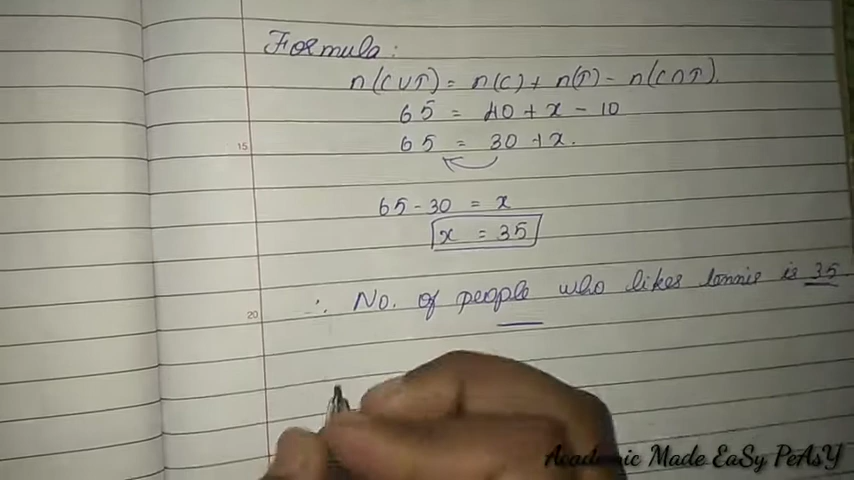 Formula:
n(C∪T) = n(C) + n(T) - n(C∩T).
65 = 40 + x - 10
15
65 = 30 + x.
65 - 30 = x
x = 35
∴ No. of people who likes tennis is 35
20
Academic Made EaSy PeAsY